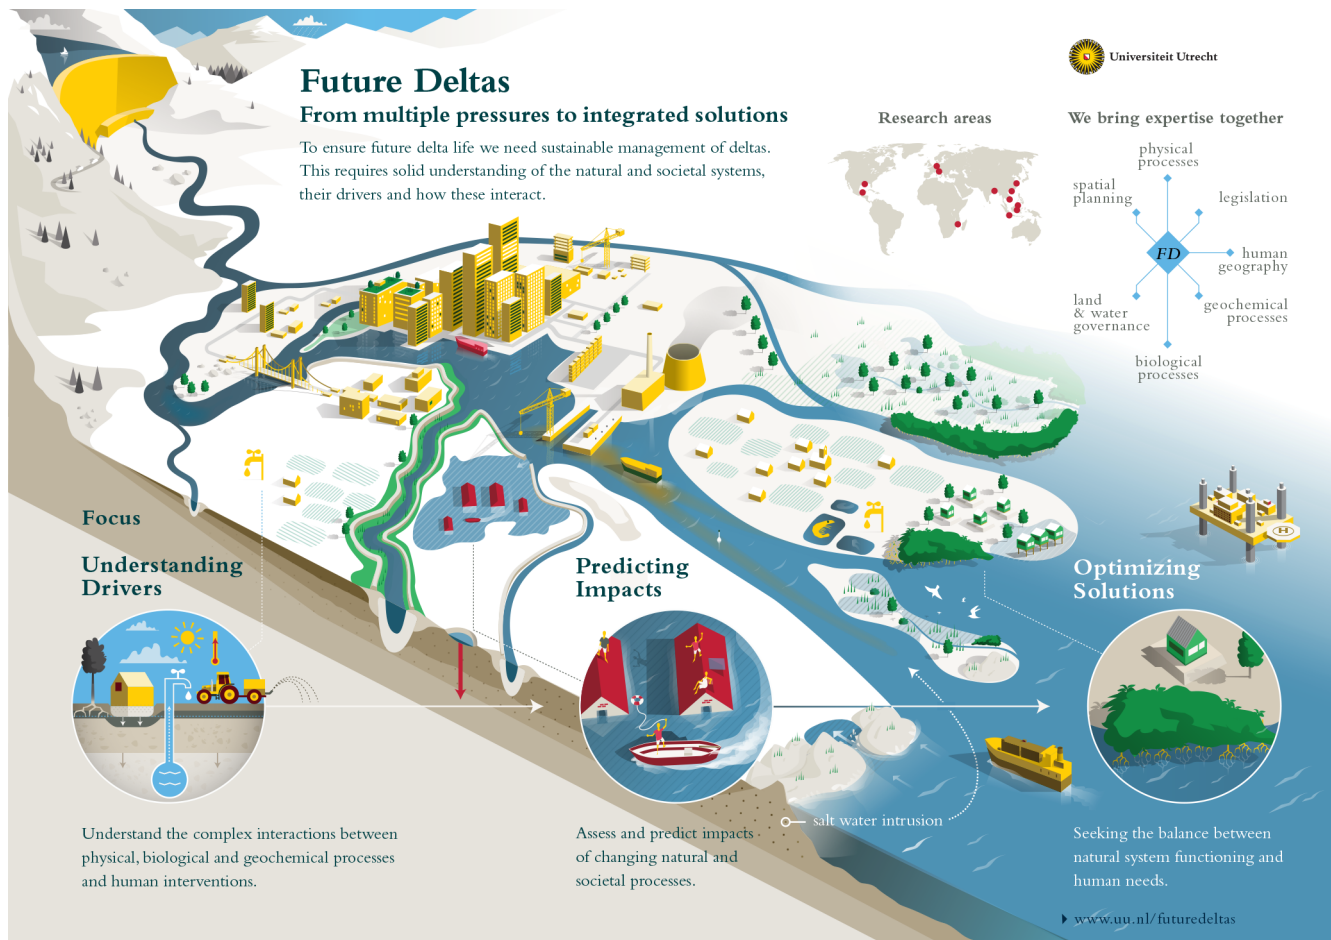 Future Deltas
From multiple pressures to integrated solutions
To ensure future delta life we need sustainable management of deltas.
This requires solid understanding of the natural and societal systems,
their drivers and how these interact.
Universiteit Utrecht
Research areas
We bring expertise together
physical
processes
spatial
planning
legislation
FD
human
geography
land
& water
governance
geochemical
processes
biological
processes
Focus
Understanding
Drivers
Understand the complex interactions between
physical, biological and geochemical processes
and human interventions.
Predicting
Impacts
Assess and predict impacts
of changing natural and
societal processes.
salt water intrusion
H
Optimizing
Solutions
Seeking the balance between
natural system functioning and
human needs.
www.uu.nl/futuredeltas